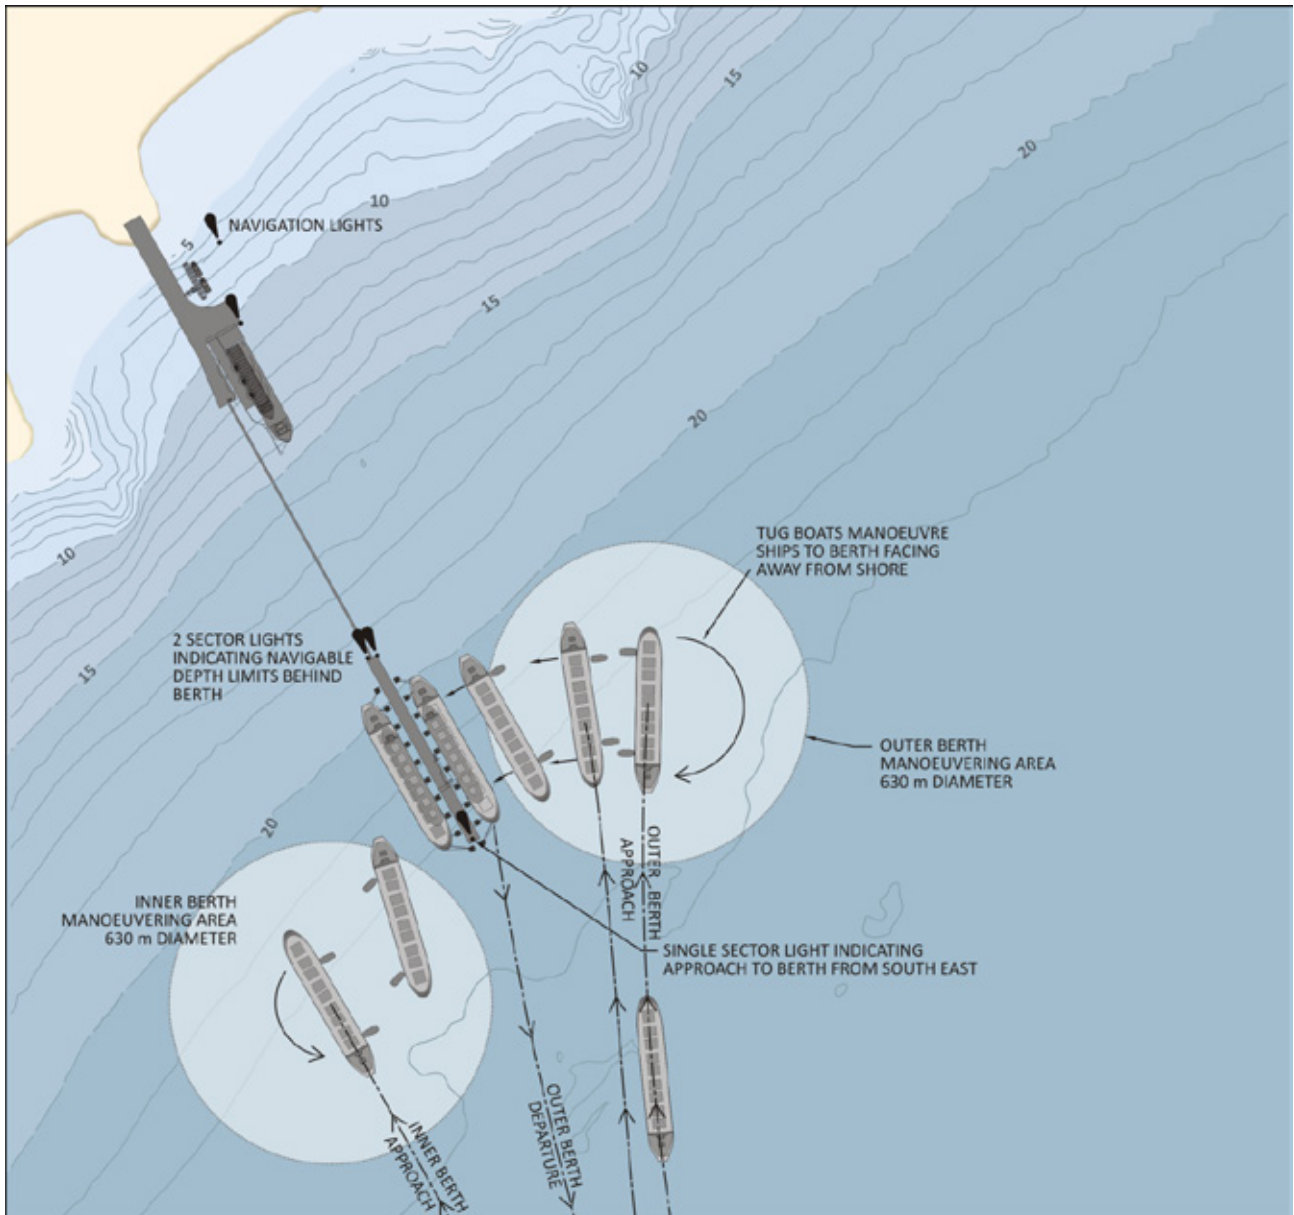 10
15
20
10
NAVIGATION LIGHTS
5
15
20
TUG BOATS MANOEUVRE
SHIPS TO BERTH FACING
AWAY FROM SHORE
10
2 SECTOR LIGHTS
INDICATING NAVIGABLE
DEPTH LIMITS BEHIND
BERTH
15
OUTER BERTH
MANOEUVERING AREA
630 m DIAMETER
20
OUTER BERTH
APPROACH
INNER BERTH
MANOEUVERING AREA
630 m DIAMETER
SINGLE SECTOR LIGHT INDICATING
APPROACH TO BERTH FROM SOUTH EAST
OUTER BERTH
DEPARTURE
INNER BERTH
APPROACH